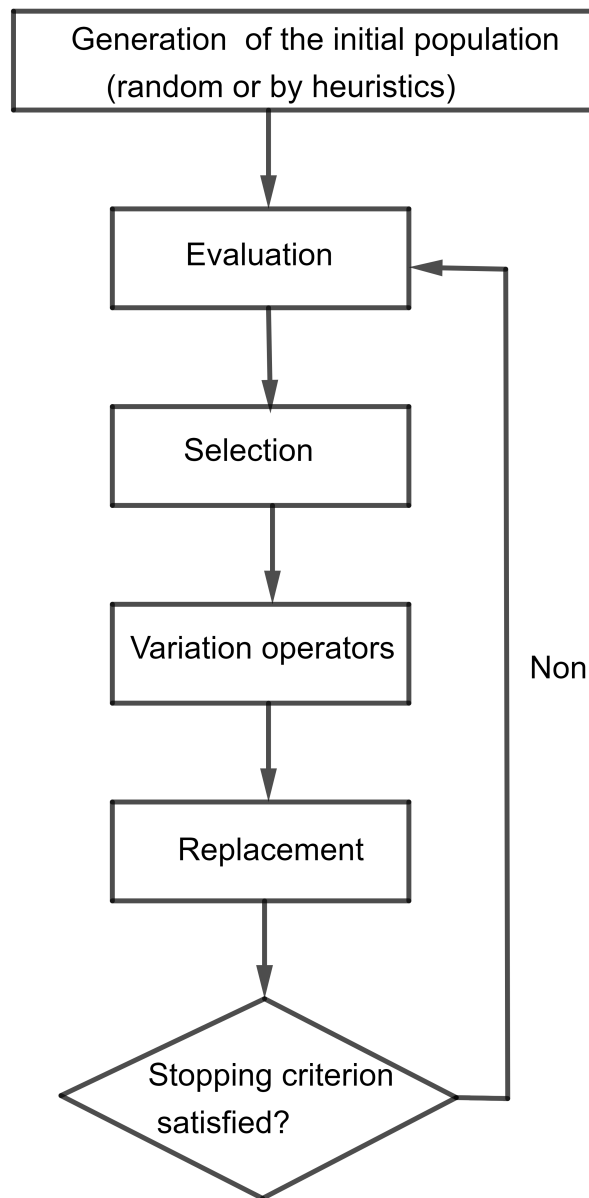 Generation of the initial population
(random or by heuristics)
Evaluation
Selection
Variation operators
Non
Replacement
Stopping criterion
satisfied?